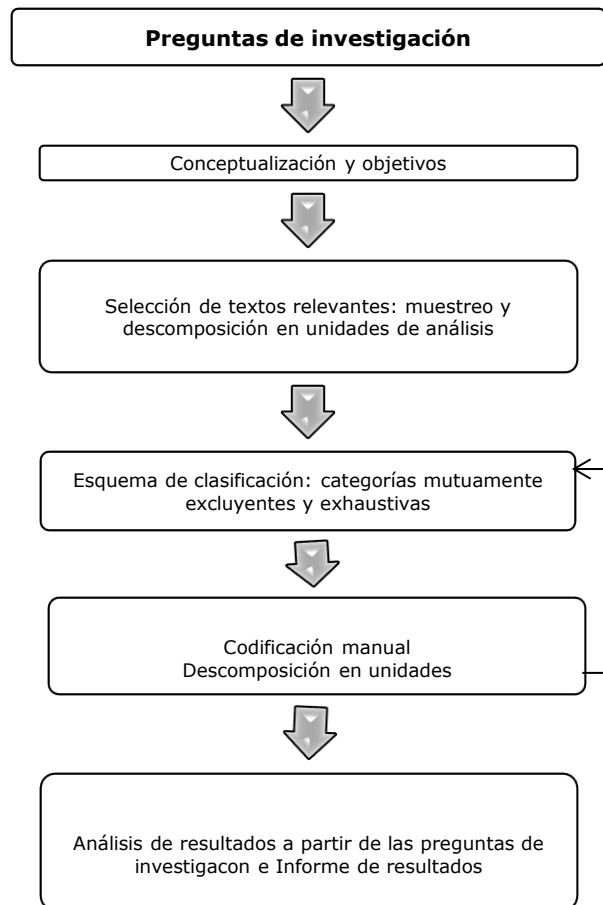 Preguntas de investigación
Conceptualización y objetivos
Selección de textos relevantes: muestreo y
descomposición en unidades de análisis
Esquema de clasificación: categorías mutuamente
excluyentes y exhaustivas
Codificación manual
Descomposición en unidades
Análisis de resultados a partir de las preguntas de
investigacon e Informe de resultados